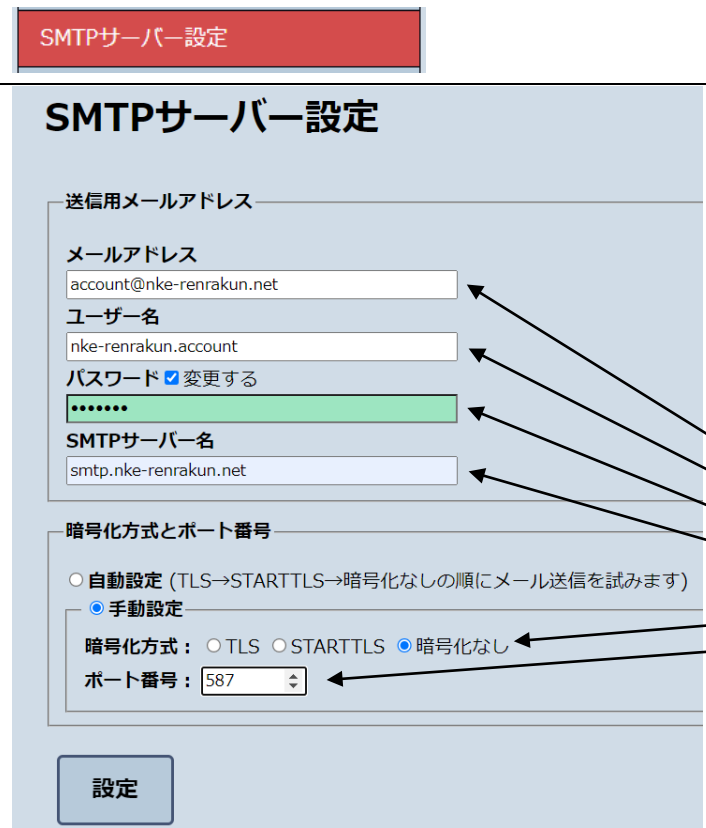 SMTPサーバー設定
SMTPサーバー設定
送信用メールアドレス
メールアドレス
account@nke-renrakun.net
ユーザー名
nke-renrakun.account
パスワード 変更する
•••••••
SMTPサーバー名
smtp.nke-renrakun.net
暗号化方式とポート番号
自動設定 (TLS→STARTTLS→暗号化なしの順にメール送信を試みます)
手動設定
暗号化方式： TLS STARTTLS 暗号化なし
ポート番号： 587
設定